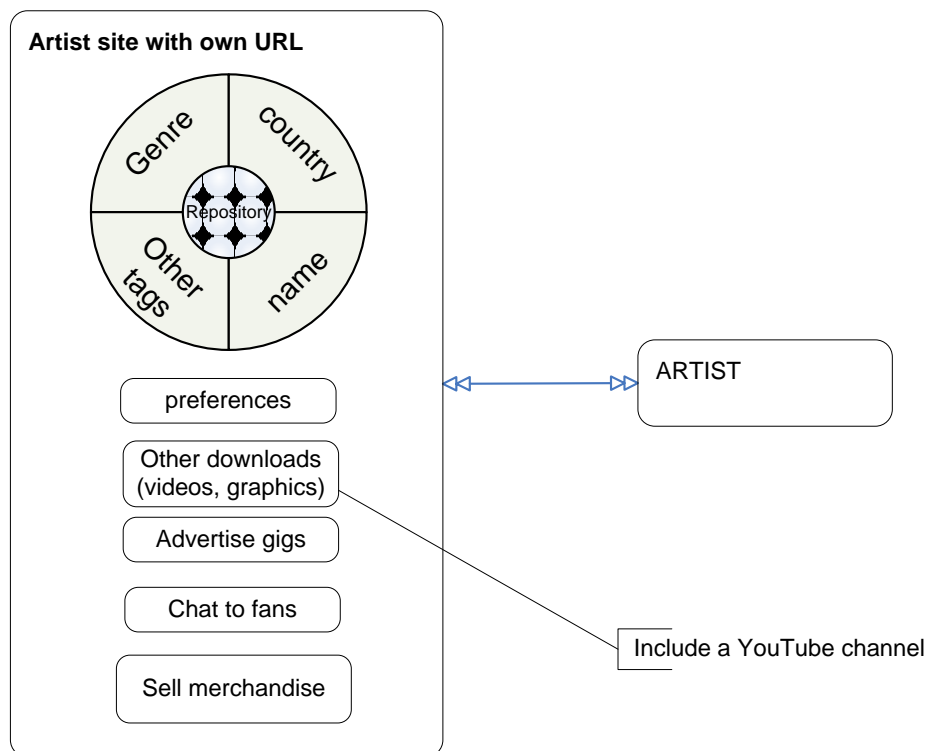 Artist site with own URL
Genre
country
Repository
Other
tags
name
preferences
Other downloads
(videos, graphics)
Advertise gigs
Chat to fans
Sell merchandise
ARTIST
Include a YouTube channel